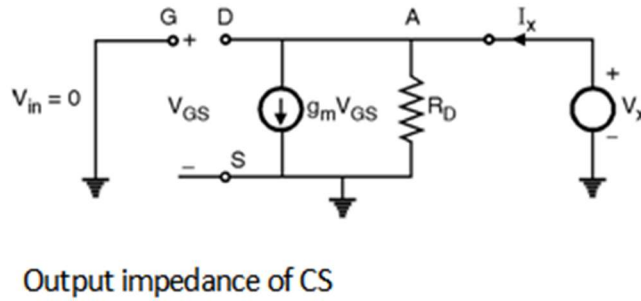 G D A Iₓ
+
+
Vin = 0
VGS
gmVGS
RD
Vx
–
S
–
Output impedance of CS